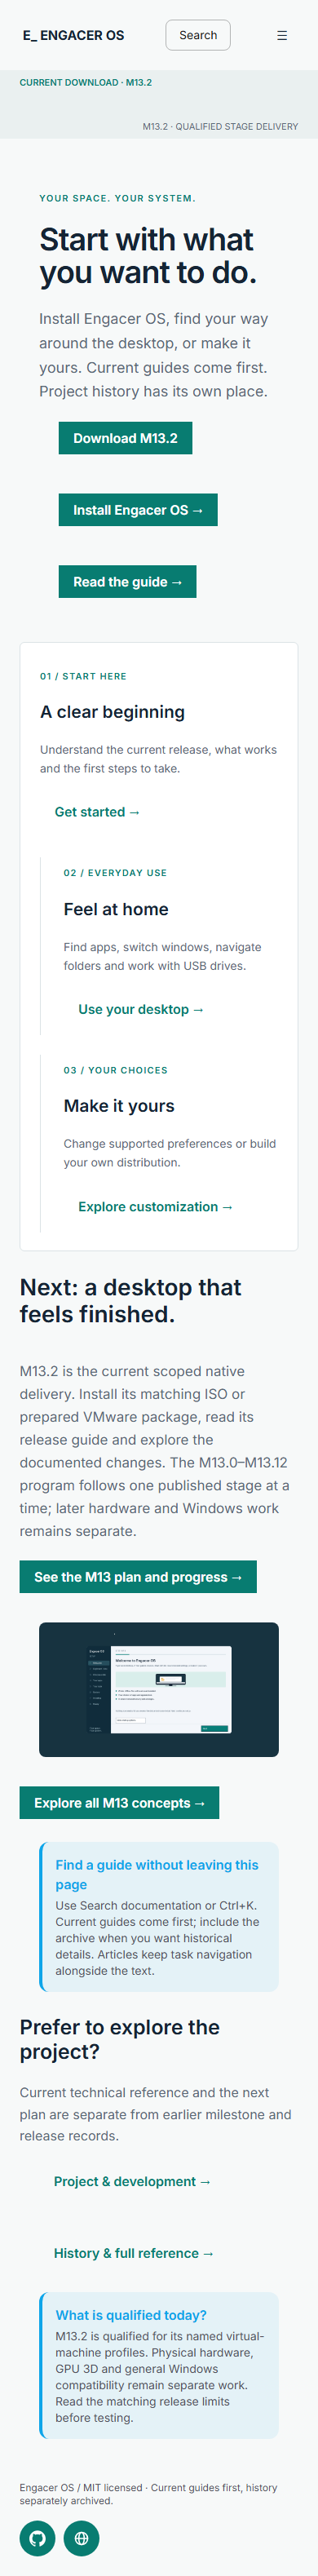 E_ ENGACER OS
Search
CURRENT DOWNLOAD · M13.2
M13.2 · QUALIFIED STAGE DELIVERY
YOUR SPACE. YOUR SYSTEM.
Start with what
you want to do.
Install Engacer OS, find your way
around the desktop, or make it
yours. Current guides come first.
Project history has its own place.
Download M13.2
Install Engacer OS →
Read the guide →
01 / START HERE
A clear beginning
Understand the current release, what works
and the first steps to take.
Get started →
02 / EVERYDAY USE
Feel at home
Find apps, switch windows, navigate
folders and work with USB drives.
Use your desktop →
03 / YOUR CHOICES
Make it yours
Change supported preferences or build
your own distribution.
Explore customization →
Next: a desktop that
feels finished.
M13.2 is the current scoped native
delivery. Install its matching ISO or
prepared VMware package, read its
release guide and explore the
documented changes. The M13.0–M13.12
program follows one published stage at a
time; later hardware and Windows work
remains separate.
See the M13 plan and progress →
Welcome to Engacer OS
Explore all M13 concepts →
Find a guide without leaving this
page
Use Search documentation or Ctrl+K.
Current guides come first; include the
archive when you want historical
details. Articles keep task navigation
alongside the text.
Prefer to explore the
project?
Current technical reference and the next
plan are separate from earlier milestone and
release records.
Project & development →
History & full reference →
What is qualified today?
M13.2 is qualified for its named virtual-
machine profiles. Physical hardware,
GPU 3D and general Windows
compatibility remain separate work.
Read the matching release limits
before testing.
Engacer OS / MIT licensed · Current guides first, history
separately archived.